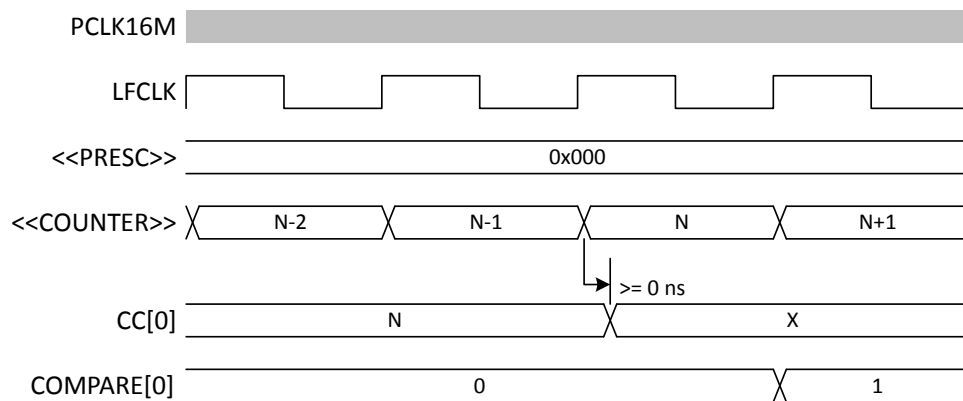 PCLK16M
LFCLK
<<PRESC>> 0x000
<<COUNTER>> N-2 N-1 N N+1
>= 0 ns
CC[0] N X
COMPARE[0] 0 1